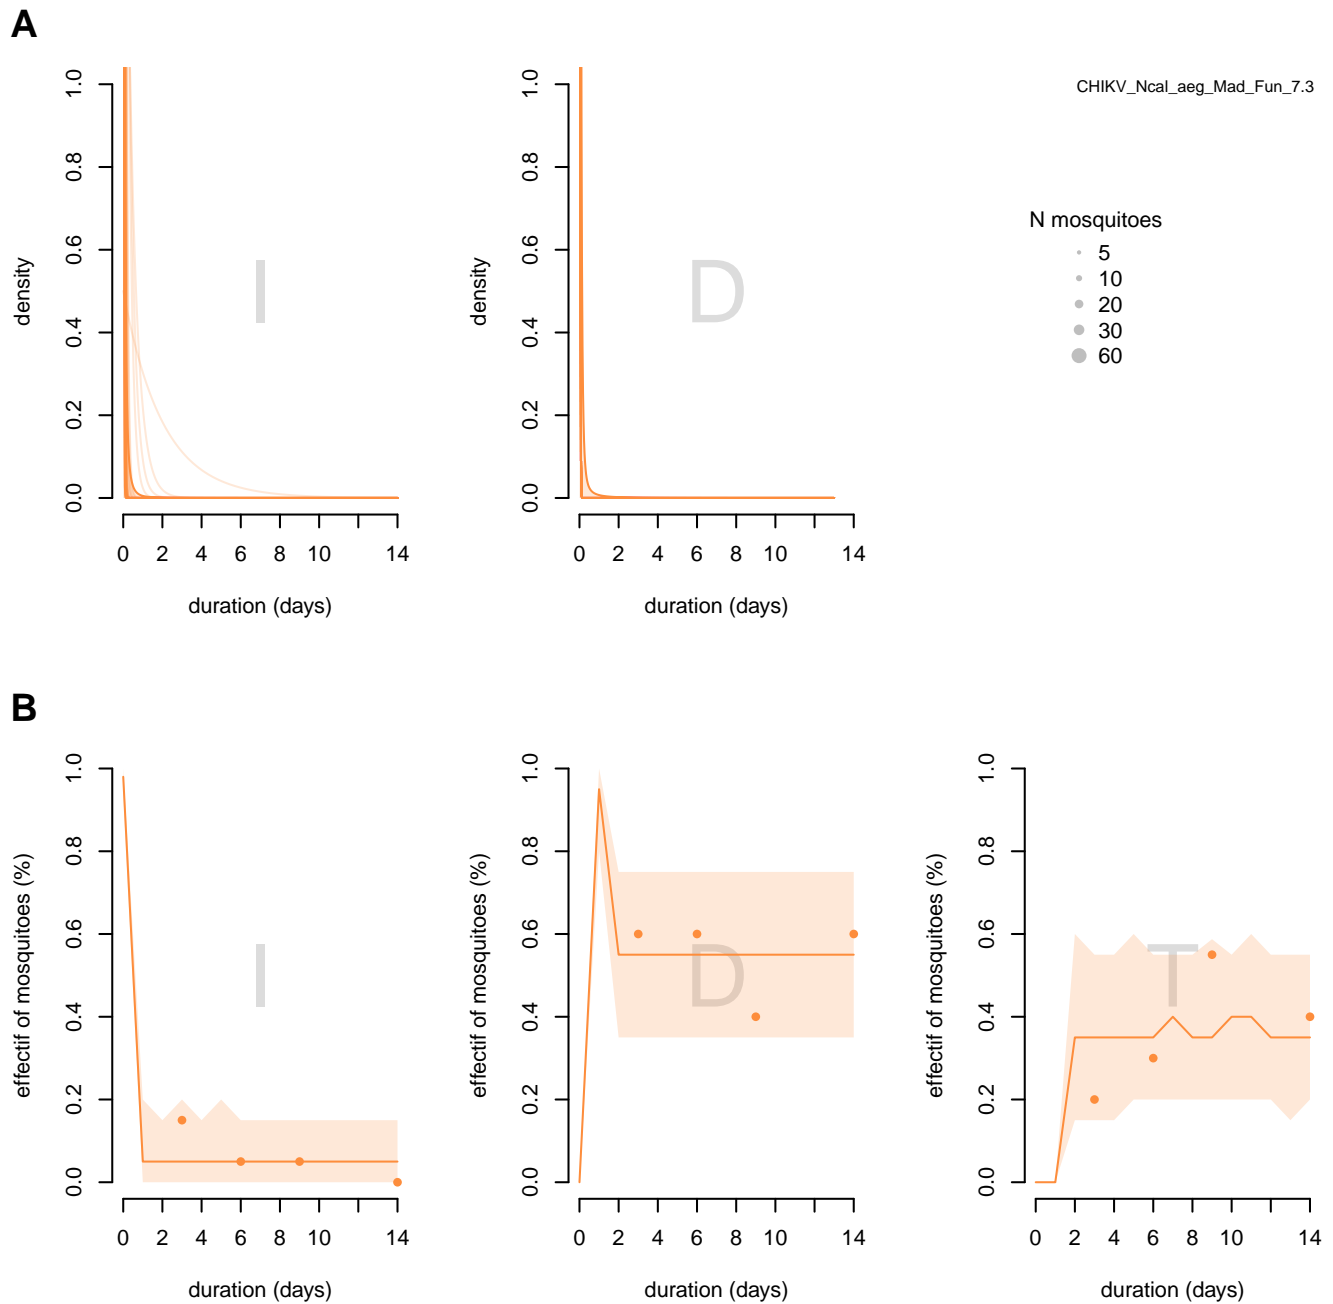 A
density
0.0 0.2 0.4 0.6 0.8 1.0
I
0 2 4 6 8 10 14
duration (days)
density
0.0 0.2 0.4 0.6 0.8 1.0
D
0 2 4 6 8 10 14
duration (days)
CHIKV_Ncal_aeg_Mad_Fun_7.3
N mosquitoes
5
10
20
30
60
B
effectif of mosquitoes (%)
0.0 0.2 0.4 0.6 0.8 1.0
I
0 2 4 6 8 10 14
duration (days)
effectif of mosquitoes (%)
0.0 0.2 0.4 0.6 0.8 1.0
D
0 2 4 6 8 10 14
duration (days)
effectif of mosquitoes (%)
0.0 0.2 0.4 0.6 0.8 1.0
T
0 2 4 6 8 10 14
duration (days)